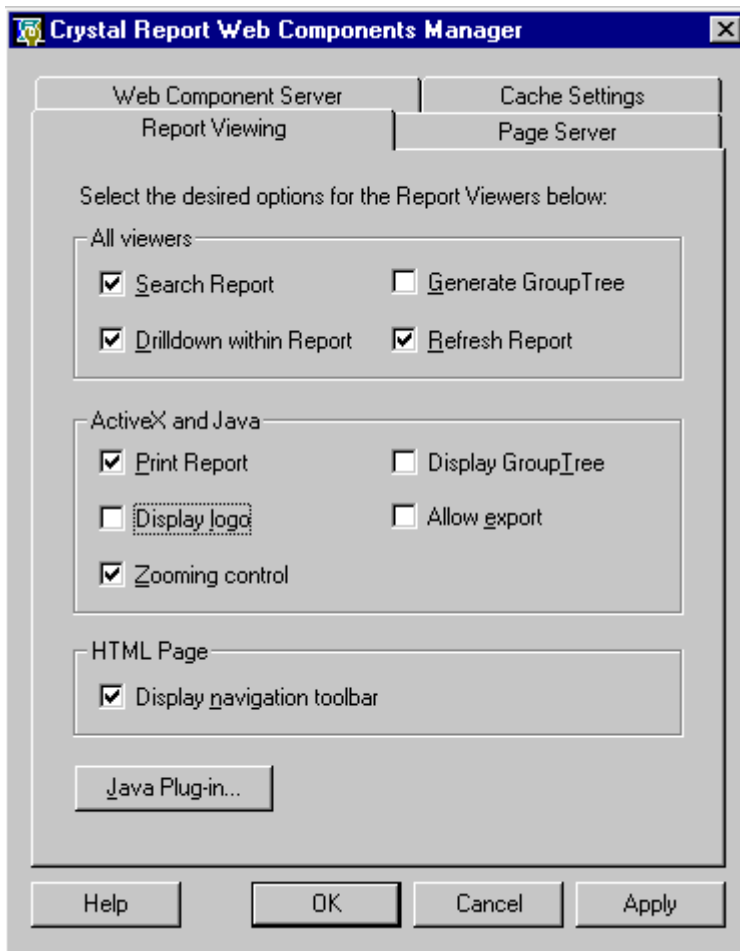 Crystal Report Web Components Manager
Web Component Server Cache Settings
Report Viewing Page Server
Select the desired options for the Report Viewers below:
All viewers
Search Report Generate GroupTree
Drilldown within Report Refresh Report
ActiveX and Java
Print Report Display GroupTree
Display logo Allow export
Zooming control
HTML Page
Display navigation toolbar
Java Plug-in...
Help OK Cancel Apply